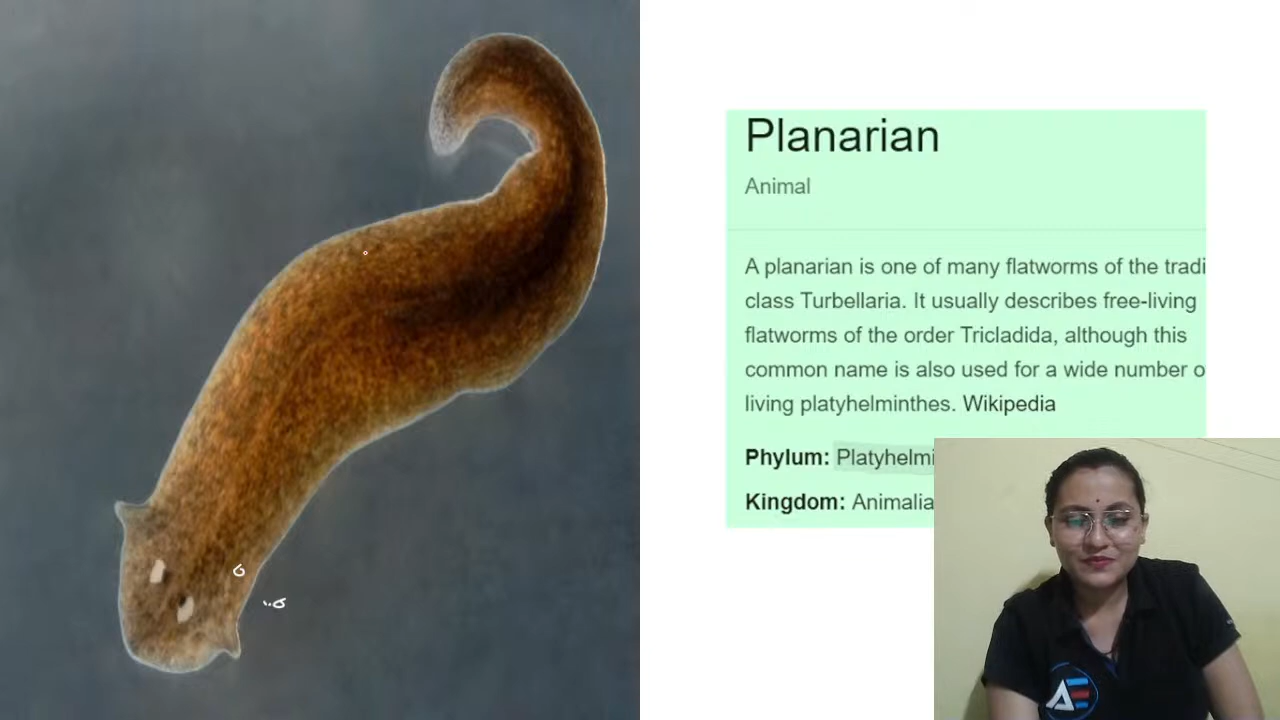 Planarian
Animal
A planarian is one of many flatworms of the tradi
class Turbellaria. It usually describes free-living
flatworms of the order Tricladida, although this
common name is also used for a wide number o
living platyhelminthes. Wikipedia
Phylum: Platyhelmi
Kingdom: Animalia